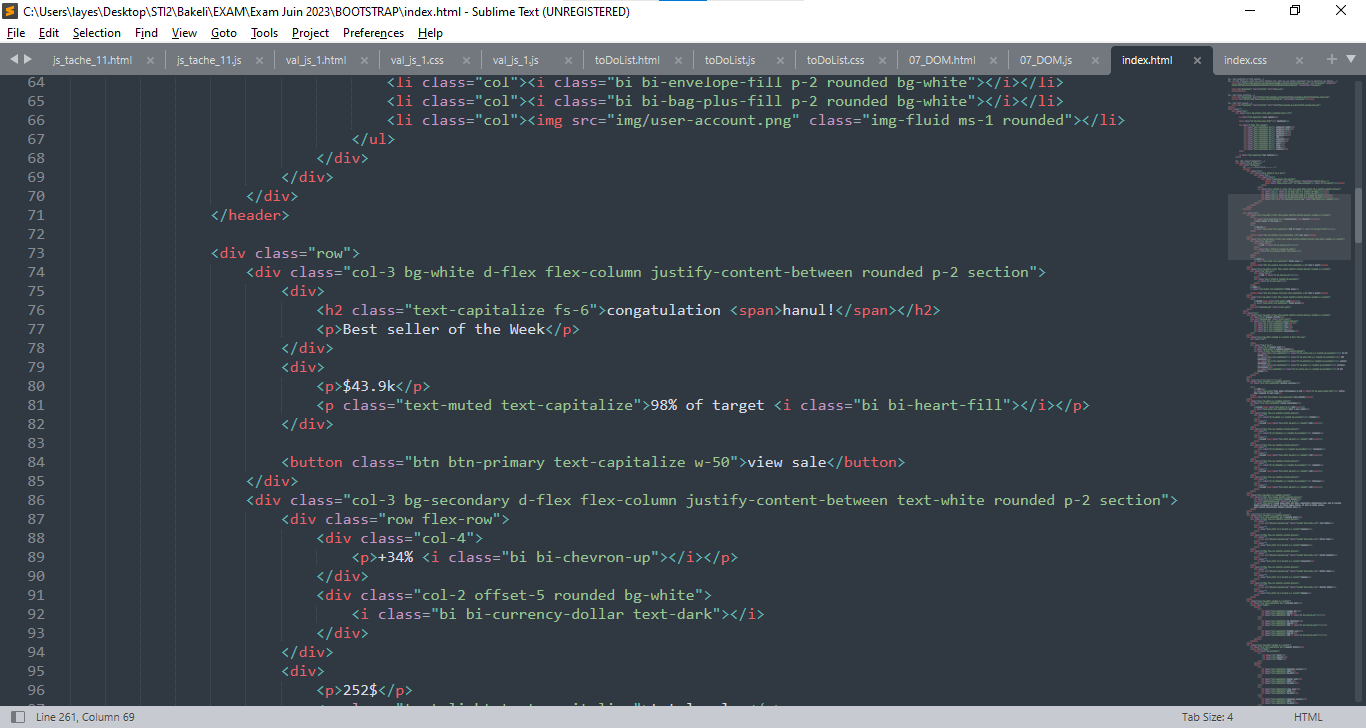 C:\Users\layes\Desktop\STI2\Bakeli\EXAM\Exam Juin 2023\BOOTSTRAP\index.html - Sublime Text (UNREGISTERED)
File Edit Selection Find View Goto Tools Project Preferences Help
js_tache_11.html js_tache_11.js val_js_1.html val_js_1.css val_js_1.js toDoList.html toDoList.js toDoList.css 07_DOM.html 07_DOM.js index.html index.css
64 <li class="col"><i class="bi bi-envelope-fill p-2 rounded bg-white"></i></li>
65 <li class="col"><i class="bi bi-bag-plus-fill p-2 rounded bg-white"></i></li>
66 <li class="col"><img src="img/user-account.png" class="img-fluid ms-1 rounded"></li>
67 </ul>
68 </div>
69 </div>
70 </div>
71 </header>
72
73 <div class="row">
74 <div class="col-3 bg-white d-flex flex-column justify-content-between rounded p-2 section">
75 <div>
76 <h2 class="text-capitalize fs-6">congatulation <span>hanul!</span></h2>
77 <p>Best seller of the Week</p>
78 </div>
79 <div>
80 <p>$43.9k</p>
81 <p class="text-muted text-capitalize">98% of target <i class="bi bi-heart-fill"></i></p>
82 </div>
83
84 <button class="btn btn-primary text-capitalize w-50">view sale</button>
85 </div>
86 <div class="col-3 bg-secondary d-flex flex-column justify-content-between text-white rounded p-2 section">
87 <div class="row flex-row">
88 <div class="col-4">
89 <p>+34% <i class="bi bi-chevron-up"></i></p>
90 </div>
91 <div class="col-2 offset-5 rounded bg-white">
92 <i class="bi bi-currency-dollar text-dark"></i>
93 </div>
94 </div>
95 <div>
96 <p>252$</p>
Line 261, Column 69 Tab Size: 4 HTML